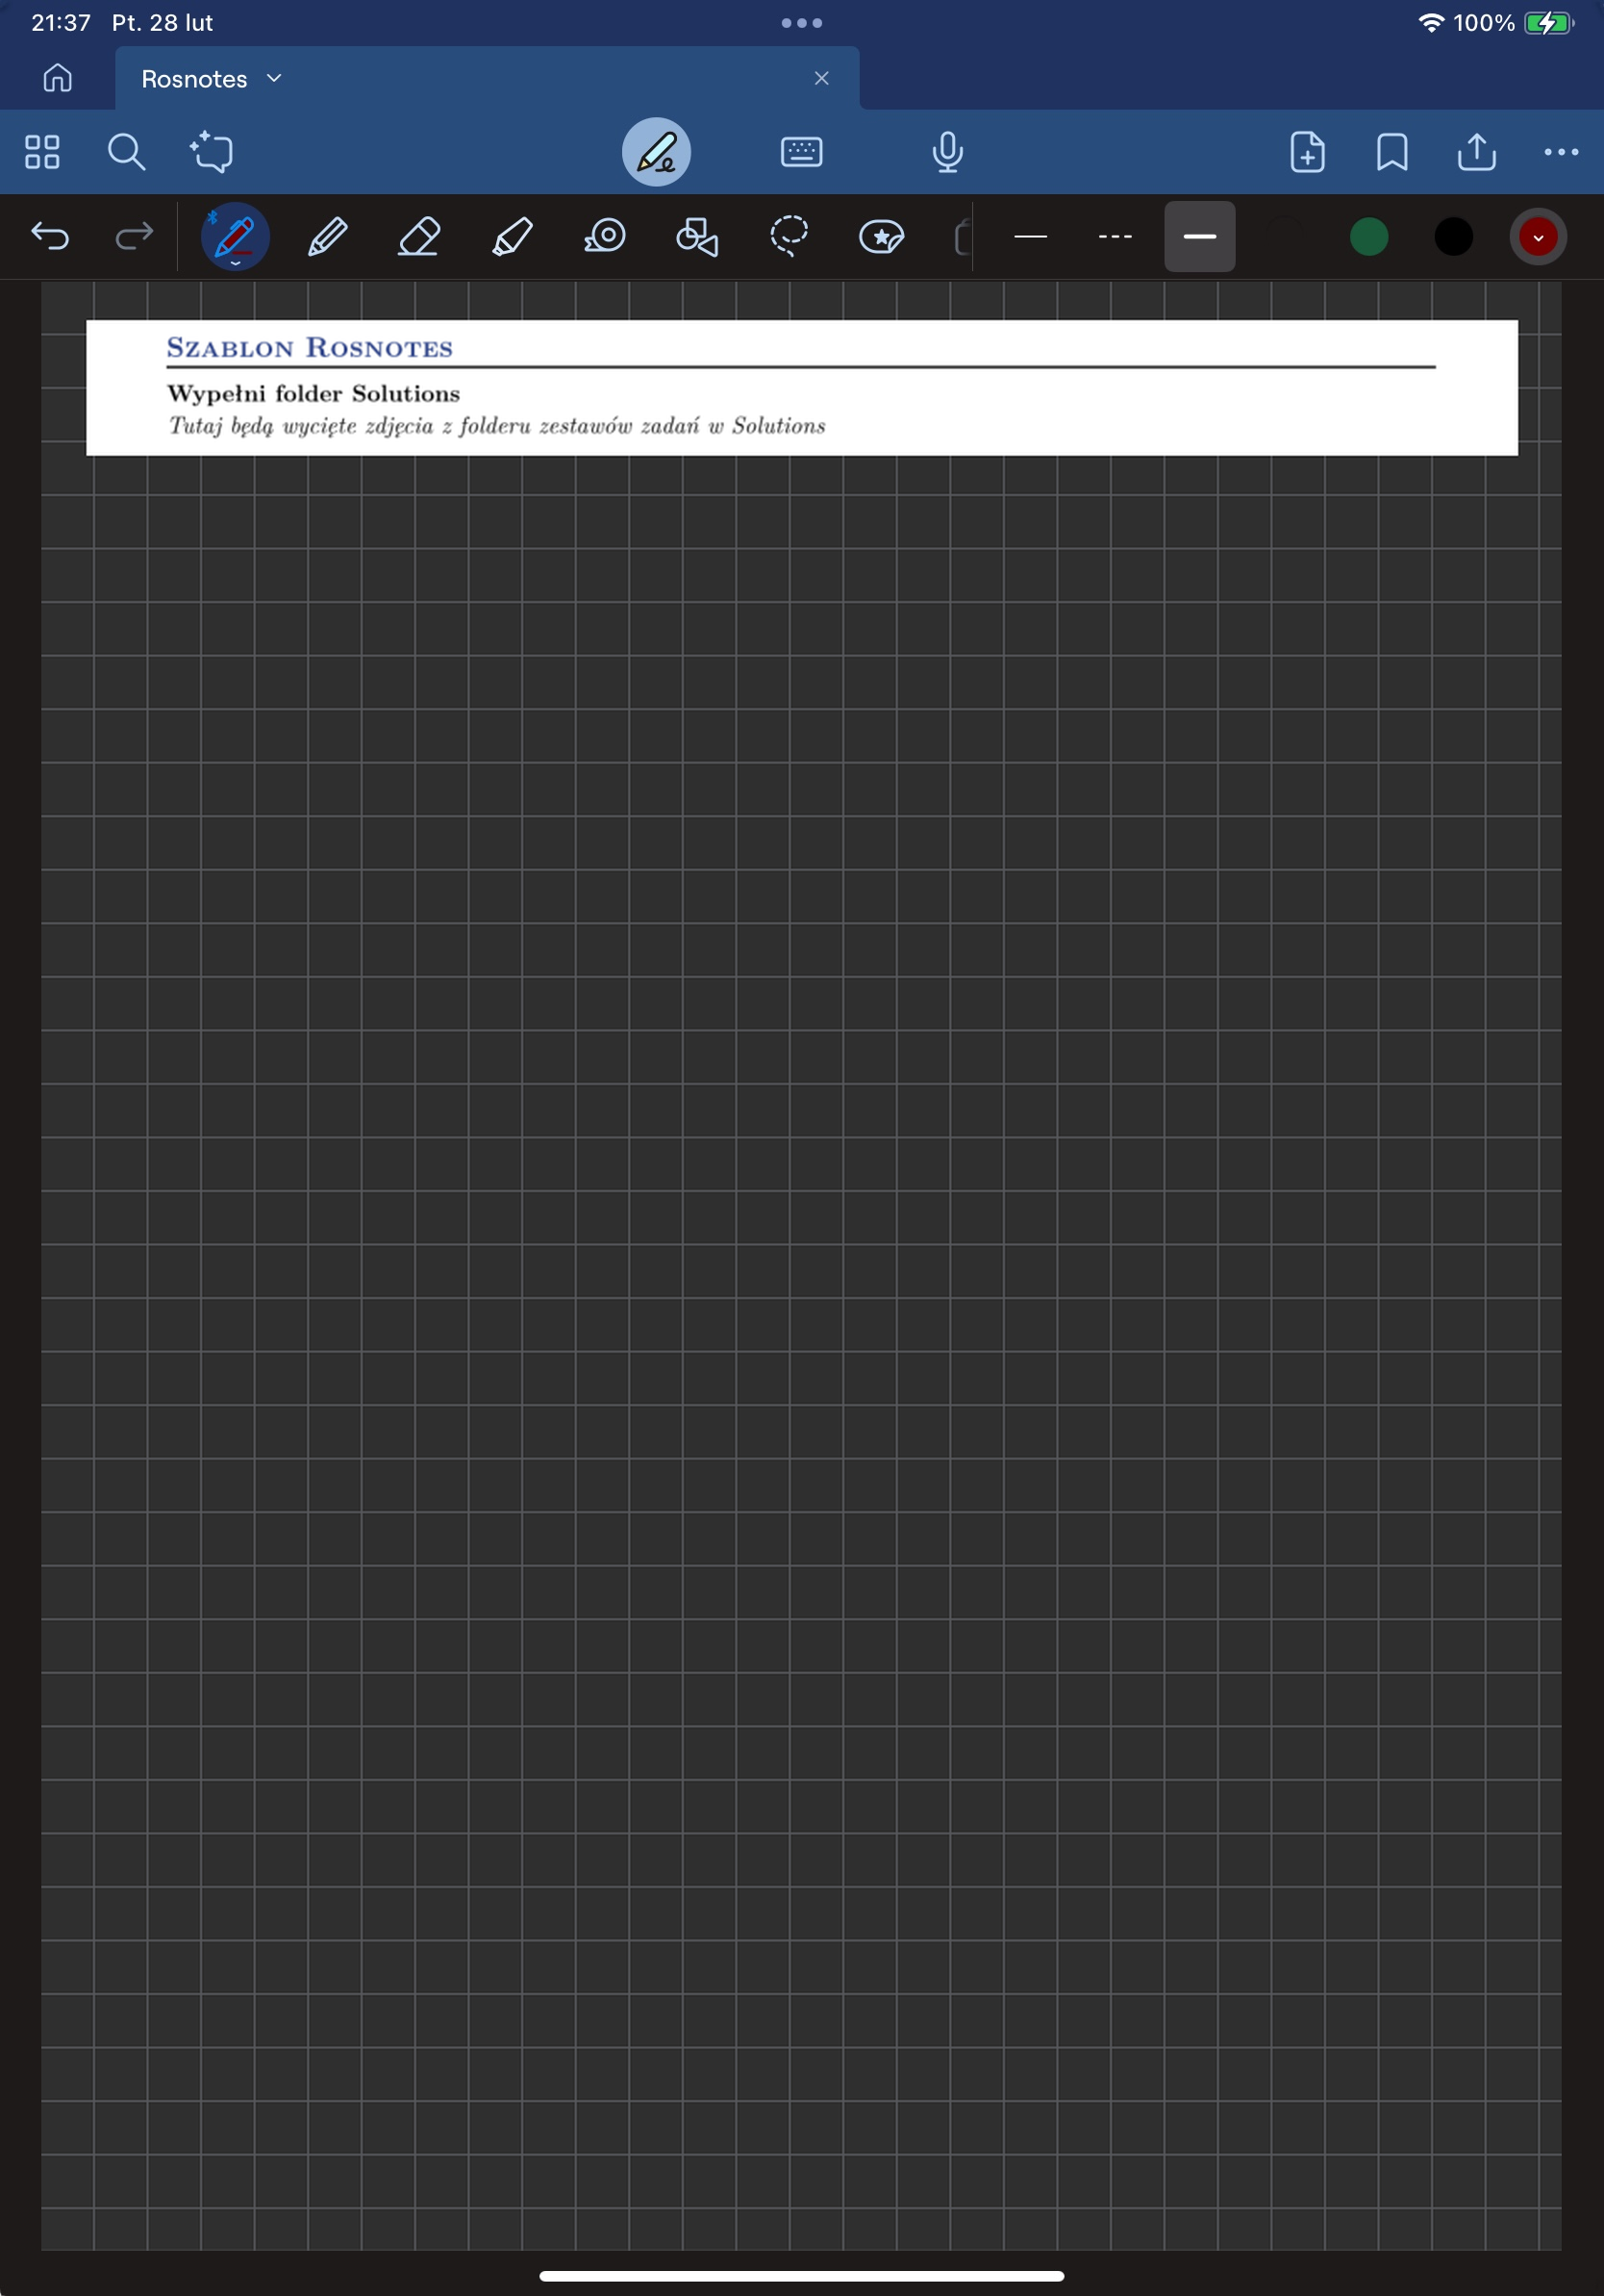 21:37 Pt. 28 lut 100%
Rosnotes
Szablon Rosnotes
Wypełni folder Solutions
Tutaj będą wycięte zdjęcia z folderu zestawów zadań w Solutions